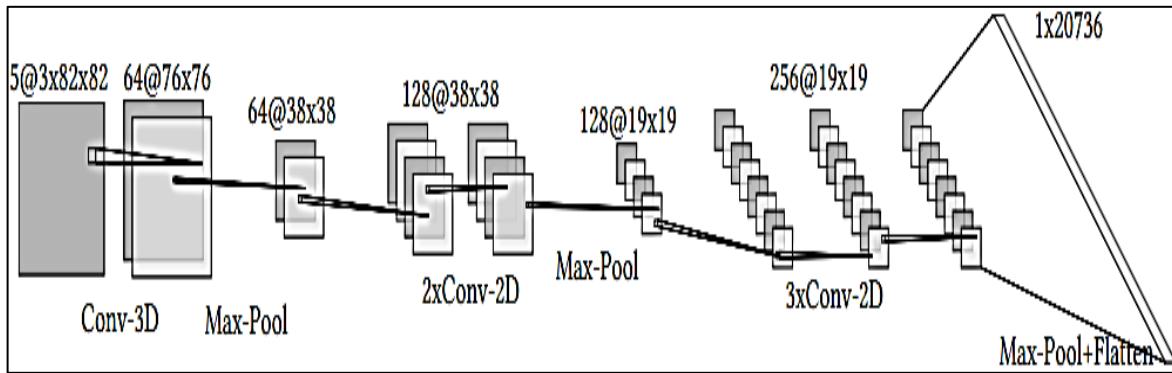 1x20736
5@3x82x82
64@76x76
64@38x38
128@38x38
128@19x19
256@19x19
Conv-3D
Max-Pool
2xConv-2D
Max-Pool
3xConv-2D
Max-Pool+Flatten